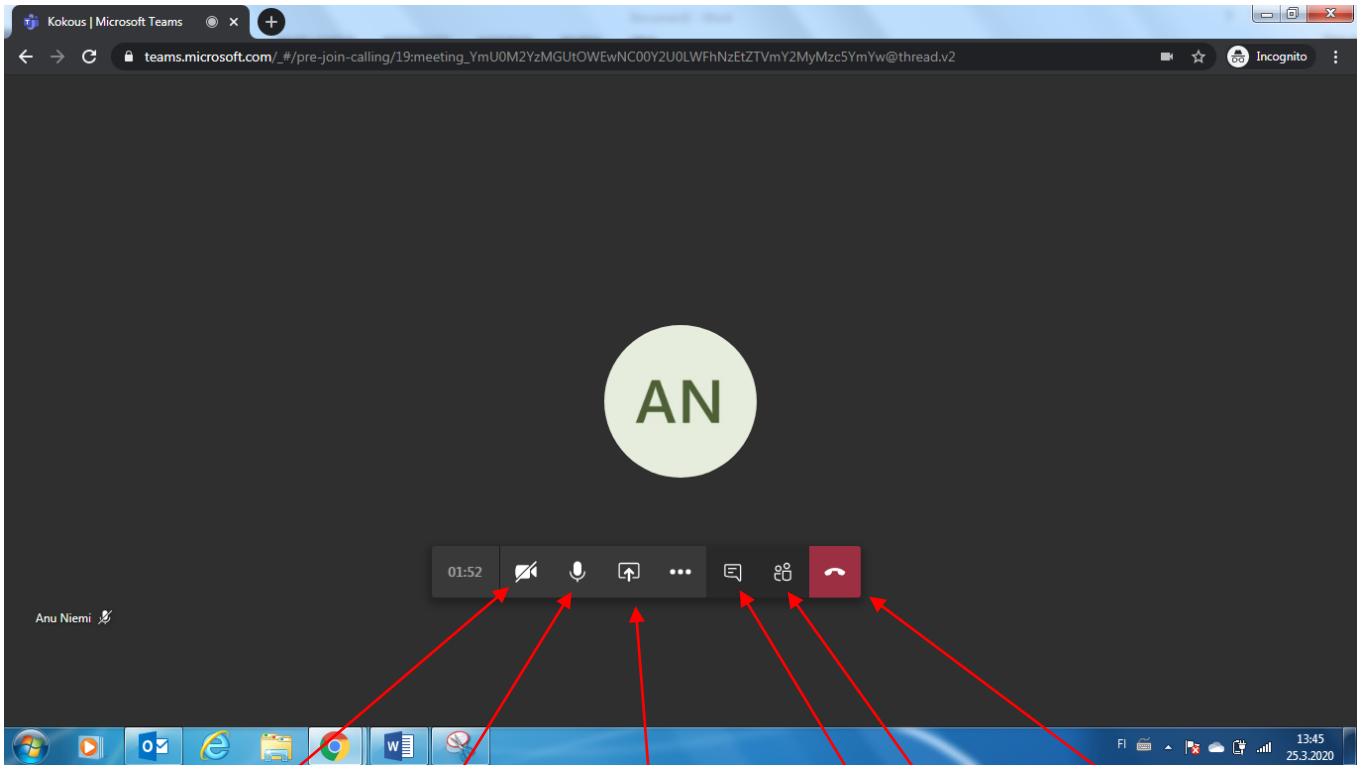 Kokous | Microsoft Teams
teams.microsoft.com/_#/pre-join-calling/19:meeting_YmU0M2YzMGUtOWEwNC00Y2U0LWFhNzEtZTVmY2MyMzc5YmYw@thread.v2
Incognito
AN
01:52
Anu Niemi
FI
13:45
25.3.2020